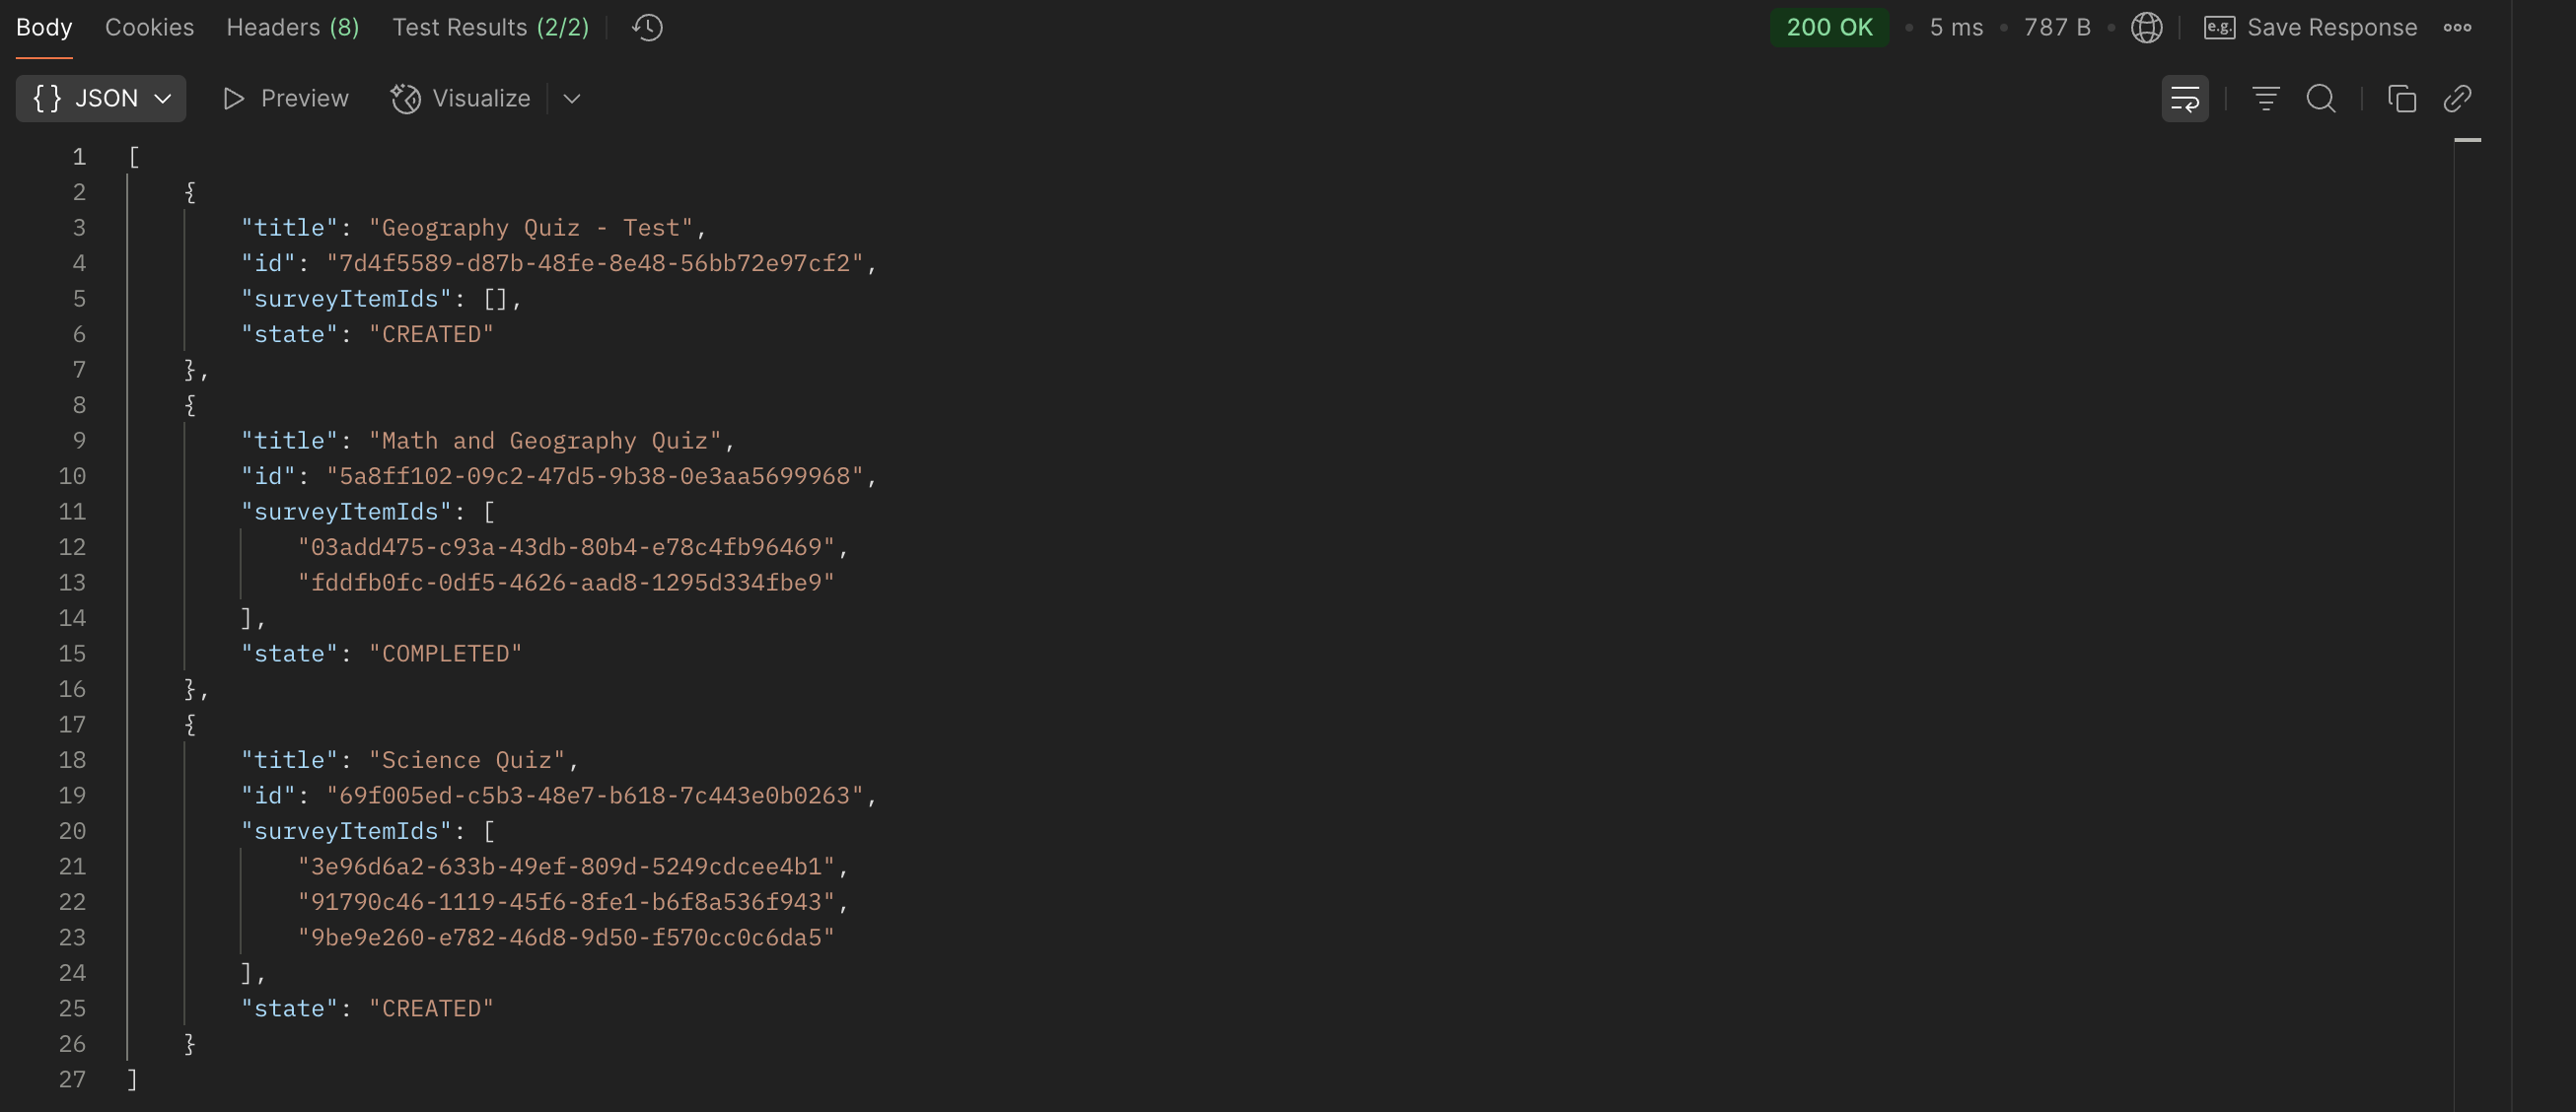 Body Cookies Headers (8) Test Results (2/2) 200 OK • 5 ms • 787 B • e.g. Save Response
{} JSON Preview Visualize
1 [
2 {
3 "title": "Geography Quiz - Test",
4 "id": "7d4f5589-d87b-48fe-8e48-56bb72e97cf2",
5 "surveyItemIds": [],
6 "state": "CREATED"
7 },
8 {
9 "title": "Math and Geography Quiz",
10 "id": "5a8ff102-09c2-47d5-9b38-0e3aa5699968",
11 "surveyItemIds": [
12 "03add475-c93a-43db-80b4-e78c4fb96469",
13 "fddfb0fc-0df5-4626-aad8-1295d334fbe9"
14 ],
15 "state": "COMPLETED"
16 },
17 {
18 "title": "Science Quiz",
19 "id": "69f005ed-c5b3-48e7-b618-7c443e0b0263",
20 "surveyItemIds": [
21 "3e96d6a2-633b-49ef-809d-5249cdcee4b1",
22 "91790c46-1119-45f6-8fe1-b6f8a536f943",
23 "9be9e260-e782-46d8-9d50-f570cc0c6da5"
24 ],
25 "state": "CREATED"
26 }
27 ]